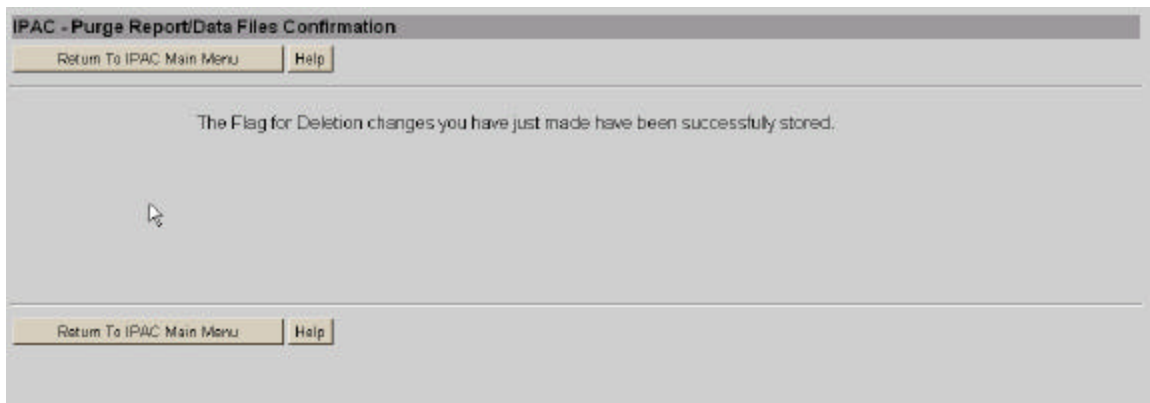 IPAC - Purge Report/Data Files Confirmation
Return To IPAC Main Menu Help
The Flag for Deletion changes you have just made have been successfully stored.
Return To IPAC Main Menu Help